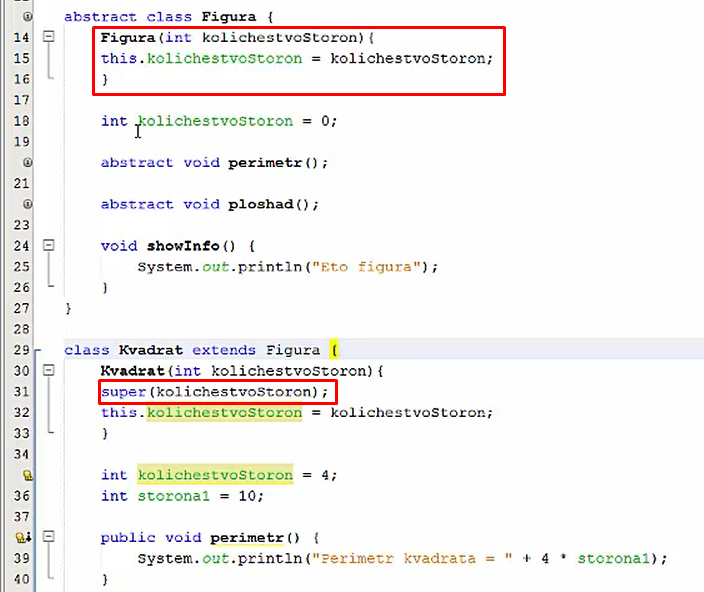 abstract class Figura {
14 Figura(int kolichestvoStoron){
15 this.kolichestvoStoron = kolichestvoStoron;
16 }
17
18 int kolichestvoStoron = 0;
19
abstract void perimetr();
21
abstract void ploshad();
23
24 void showInfo() {
25 System.out.println("Eto figura");
26 }
27 }
28
29 class Kvadrat extends Figura {
30 Kvadrat(int kolichestvoStoron){
31 super(kolichestvoStoron);
32 this.kolichestvoStoron = kolichestvoStoron;
33 }
34
int kolichestvoStoron = 4;
36 int storona1 = 10;
37
public void perimetr() {
39 System.out.println("Perimetr kvadrata = " + 4 * storona1);
40 }